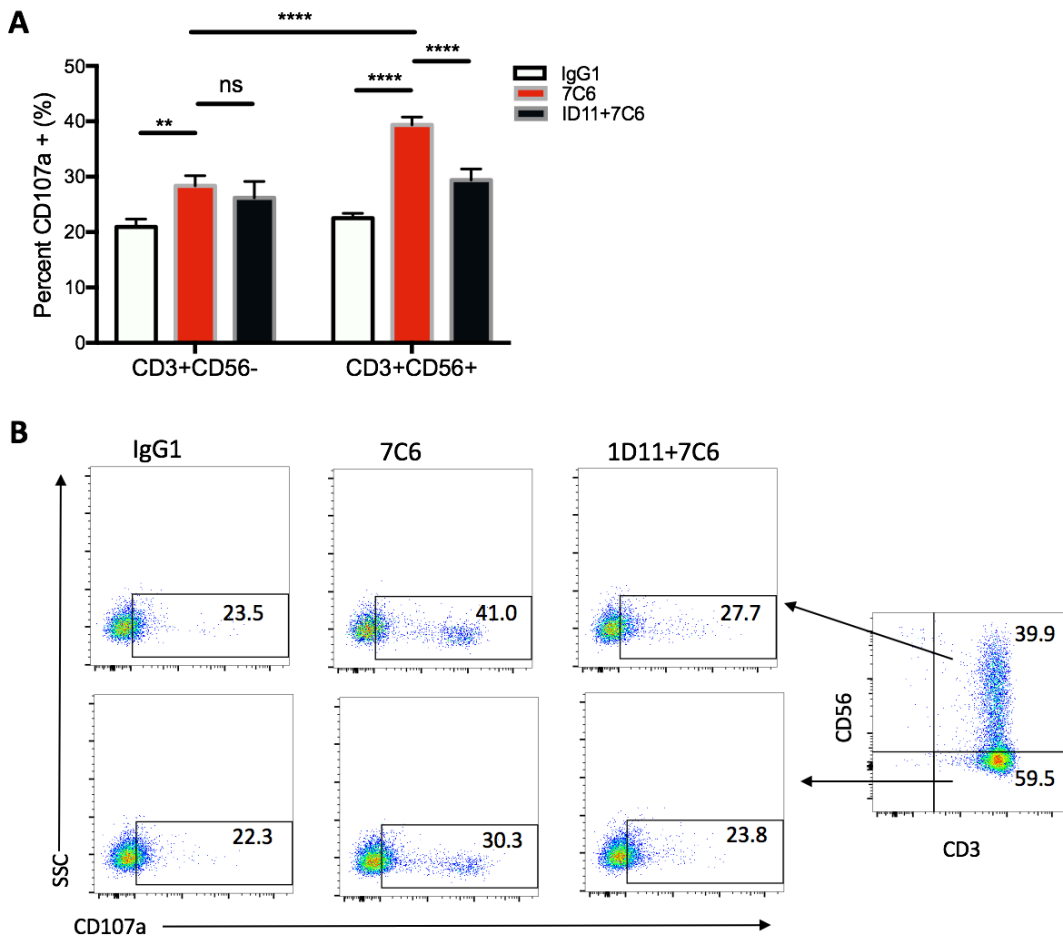 A
****
****
****
ns
**
IgG1
7C6
ID11+7C6
Percent CD107a + (%)
50
40
30
20
10
0
CD3+CD56-
CD3+CD56+
B
IgG1
7C6
1D11+7C6
23.5
41.0
27.7
39.9
CD56
59.5
CD3
22.3
30.3
23.8
SSC
CD107a